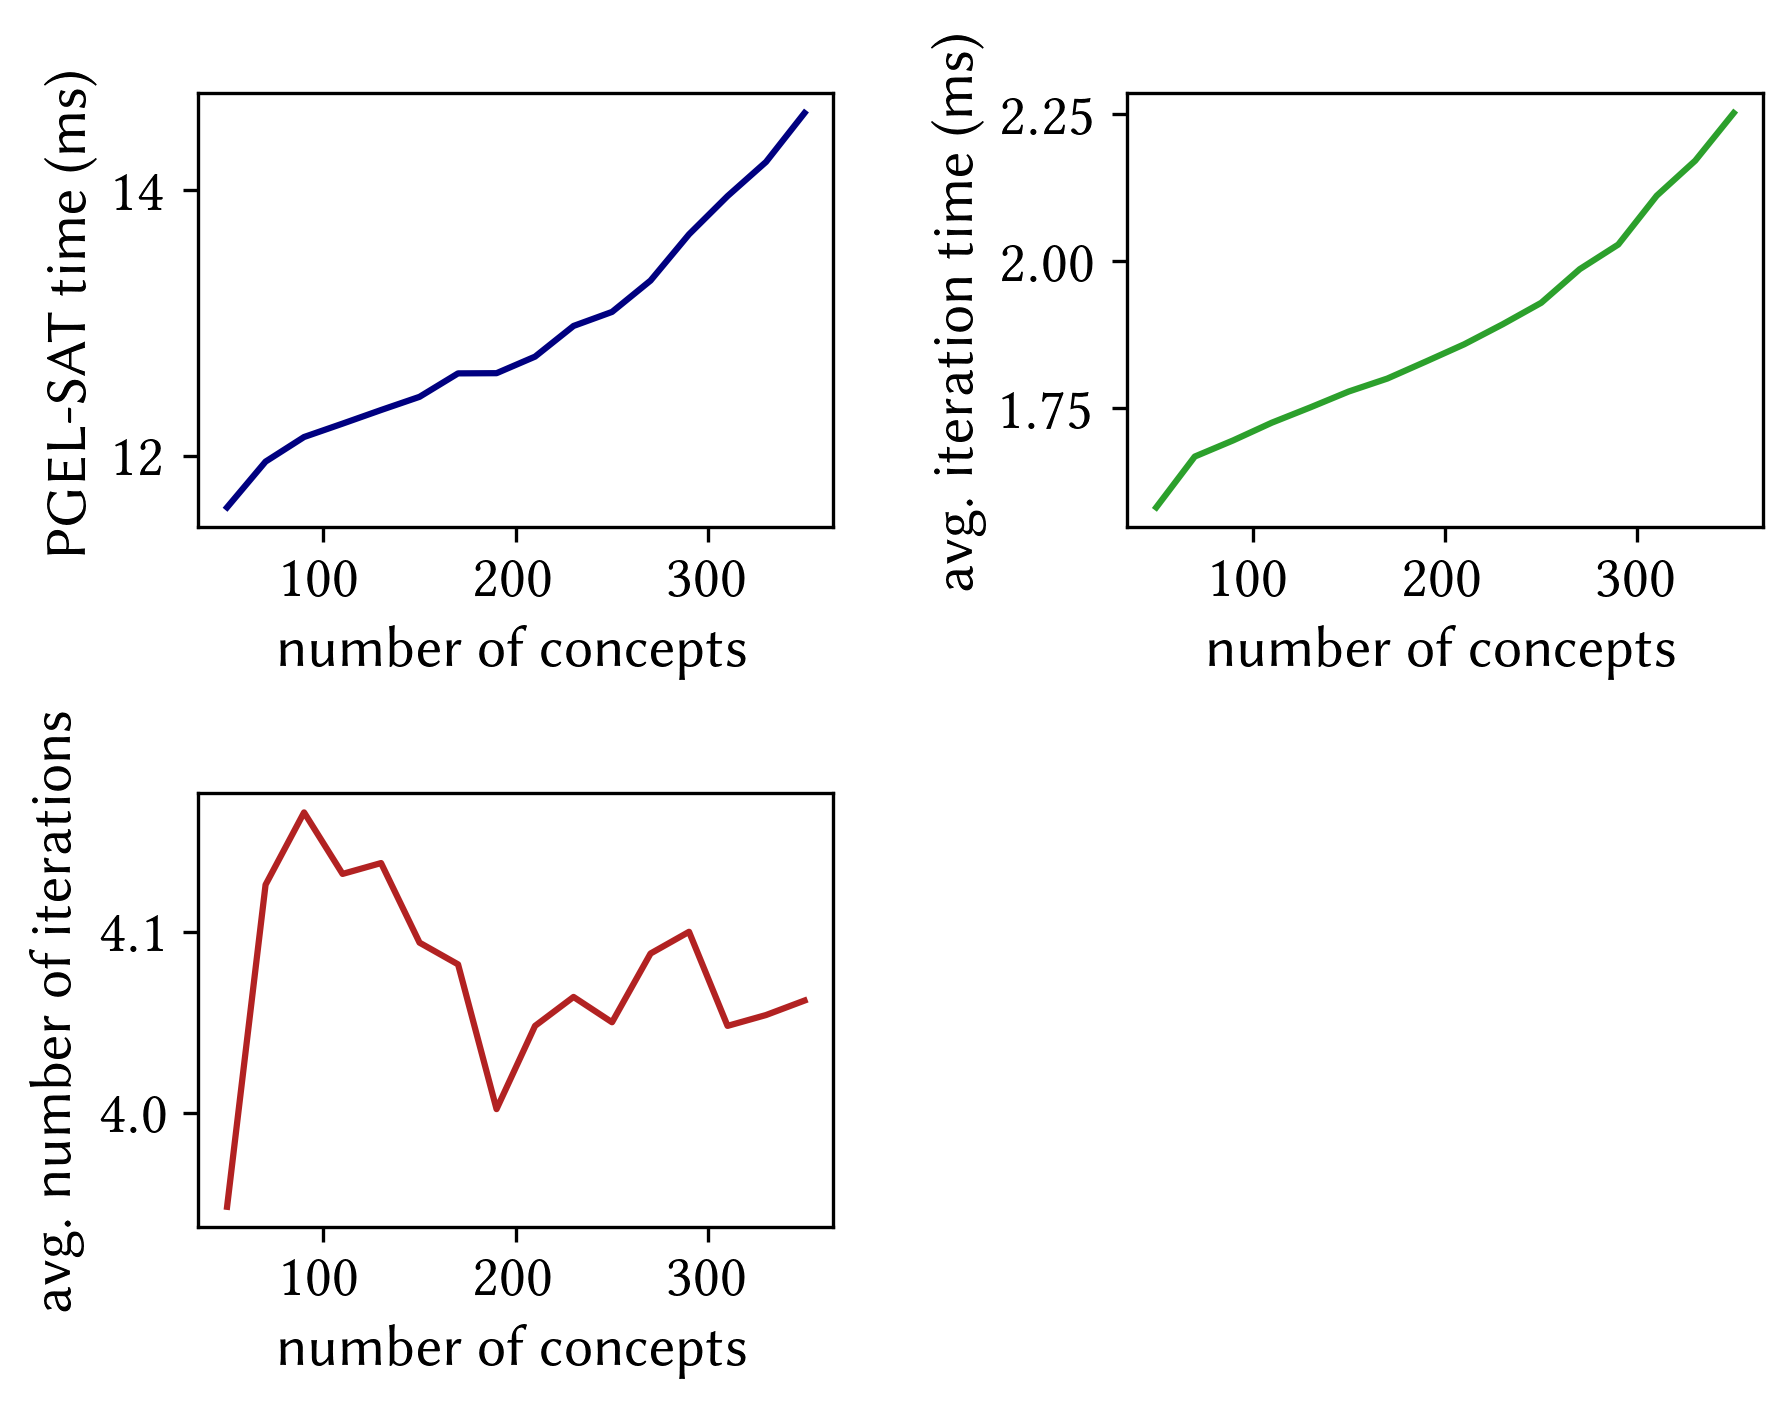 PGEL-SAT time (ms)
14
12
100 200 300
number of concepts
avg. iteration time (ms)
2.25
2.00
1.75
100 200 300
number of concepts
avg. number of iterations
4.1
4.0
100 200 300
number of concepts